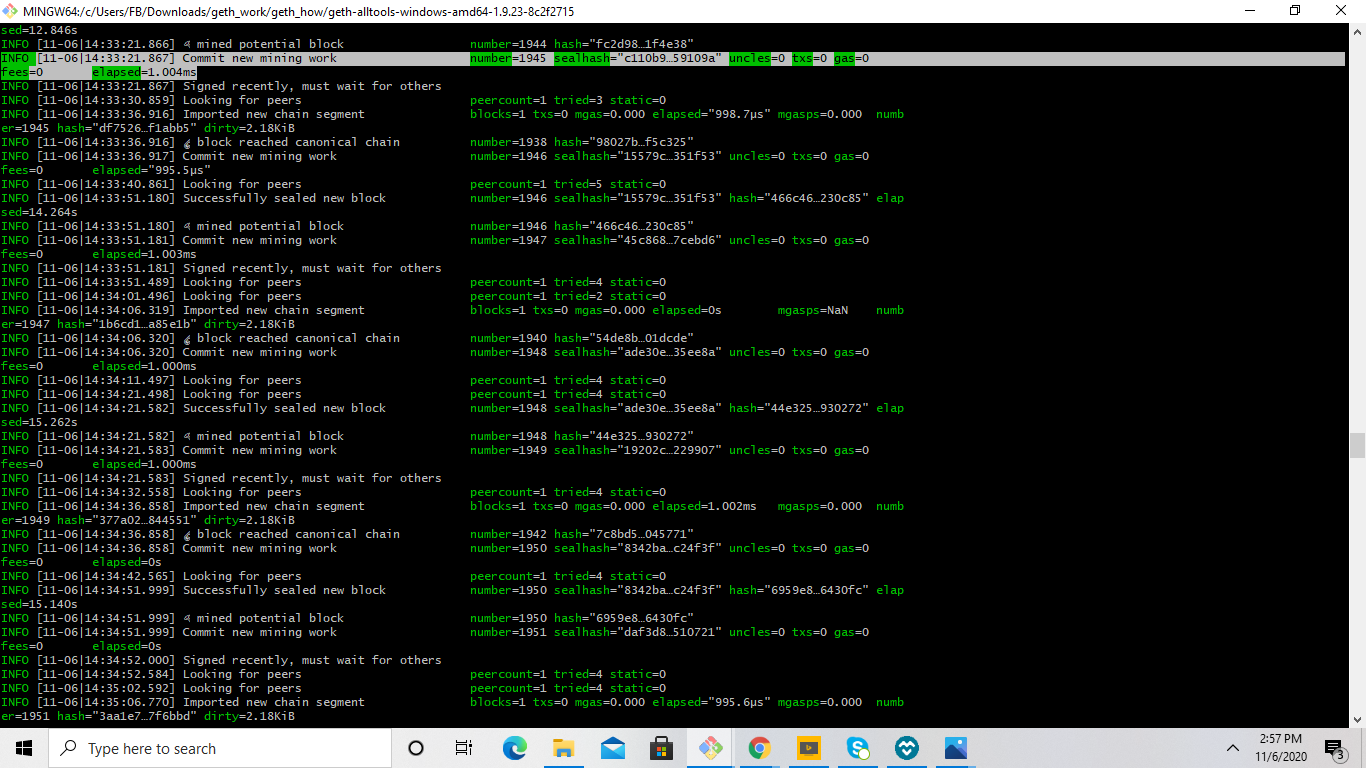 MINGW64:/c/Users/FB/Downloads/geth_work/geth_how/geth-alltools-windows-amd64-1.9.23-8c2f2715
sed=12.846s
INFO [11-06|14:33:21.866] mined potential block number=1944 hash="fc2d98…1f4e38"
INFO [11-06|14:33:21.867] Commit new mining work number=1945 sealhash="c110b9…59109a" uncles=0 txs=0 gas=0
fees=0 elapsed=1.004ms
INFO [11-06|14:33:21.867] Signed recently, must wait for others
INFO [11-06|14:33:30.859] Looking for peers peercount=1 tried=3 static=0
INFO [11-06|14:33:36.916] Imported new chain segment blocks=1 txs=0 mgas=0.000 elapsed="998.7µs" mgasps=0.000 numb
er=1945 hash="df7526…f1abb5" dirty=2.18KiB
INFO [11-06|14:33:36.916] block reached canonical chain number=1938 hash="98027b…f5c325"
INFO [11-06|14:33:36.917] Commit new mining work number=1946 sealhash="15579c…351f53" uncles=0 txs=0 gas=0
fees=0 elapsed="995.5µs"
INFO [11-06|14:33:40.861] Looking for peers peercount=1 tried=5 static=0
INFO [11-06|14:33:51.180] Successfully sealed new block number=1946 sealhash="15579c…351f53" hash="466c46…230c85" elap
sed=14.264s
INFO [11-06|14:33:51.180] mined potential block number=1946 hash="466c46…230c85"
INFO [11-06|14:33:51.181] Commit new mining work number=1947 sealhash="45c868…7cebd6" uncles=0 txs=0 gas=0
fees=0 elapsed=1.003ms
INFO [11-06|14:33:51.181] Signed recently, must wait for others
INFO [11-06|14:33:51.489] Looking for peers peercount=1 tried=4 static=0
INFO [11-06|14:34:01.496] Looking for peers peercount=1 tried=2 static=0
INFO [11-06|14:34:06.319] Imported new chain segment blocks=1 txs=0 mgas=0.000 elapsed=0s mgasps=NaN numb
er=1947 hash="1b6cd1…a85e1b" dirty=2.18KiB
INFO [11-06|14:34:06.320] block reached canonical chain number=1940 hash="54de8b…01dcde"
INFO [11-06|14:34:06.320] Commit new mining work number=1948 sealhash="ade30e…35ee8a" uncles=0 txs=0 gas=0
fees=0 elapsed=1.000ms
INFO [11-06|14:34:11.497] Looking for peers peercount=1 tried=4 static=0
INFO [11-06|14:34:21.498] Looking for peers peercount=1 tried=4 static=0
INFO [11-06|14:34:21.582] Successfully sealed new block number=1948 sealhash="ade30e…35ee8a" hash="44e325…930272" elap
sed=15.262s
INFO [11-06|14:34:21.582] mined potential block number=1948 hash="44e325…930272"
INFO [11-06|14:34:21.583] Commit new mining work number=1949 sealhash="19202c…229907" uncles=0 txs=0 gas=0
fees=0 elapsed=1.000ms
INFO [11-06|14:34:21.583] Signed recently, must wait for others
INFO [11-06|14:34:32.558] Looking for peers peercount=1 tried=4 static=0
INFO [11-06|14:34:36.858] Imported new chain segment blocks=1 txs=0 mgas=0.000 elapsed=1.002ms mgasps=0.000 numb
er=1949 hash="377a02…844551" dirty=2.18KiB
INFO [11-06|14:34:36.858] block reached canonical chain number=1942 hash="7c8bd5…045771"
INFO [11-06|14:34:36.858] Commit new mining work number=1950 sealhash="8342ba…c24f3f" uncles=0 txs=0 gas=0
fees=0 elapsed=0s
INFO [11-06|14:34:42.565] Looking for peers peercount=1 tried=4 static=0
INFO [11-06|14:34:51.999] Successfully sealed new block number=1950 sealhash="8342ba…c24f3f" hash="6959e8…6430fc" elap
sed=15.140s
INFO [11-06|14:34:51.999] mined potential block number=1950 hash="6959e8…6430fc"
INFO [11-06|14:34:51.999] Commit new mining work number=1951 sealhash="daf3d8…510721" uncles=0 txs=0 gas=0
fees=0 elapsed=0s
INFO [11-06|14:34:52.000] Signed recently, must wait for others
INFO [11-06|14:34:52.584] Looking for peers peercount=1 tried=4 static=0
INFO [11-06|14:35:02.592] Looking for peers peercount=1 tried=4 static=0
INFO [11-06|14:35:06.770] Imported new chain segment blocks=1 txs=0 mgas=0.000 elapsed="995.6µs" mgasps=0.000 numb
er=1951 hash="3aa1e7…7f6bbd" dirty=2.18KiB
Type here to search
2:57 PM
11/6/2020
3